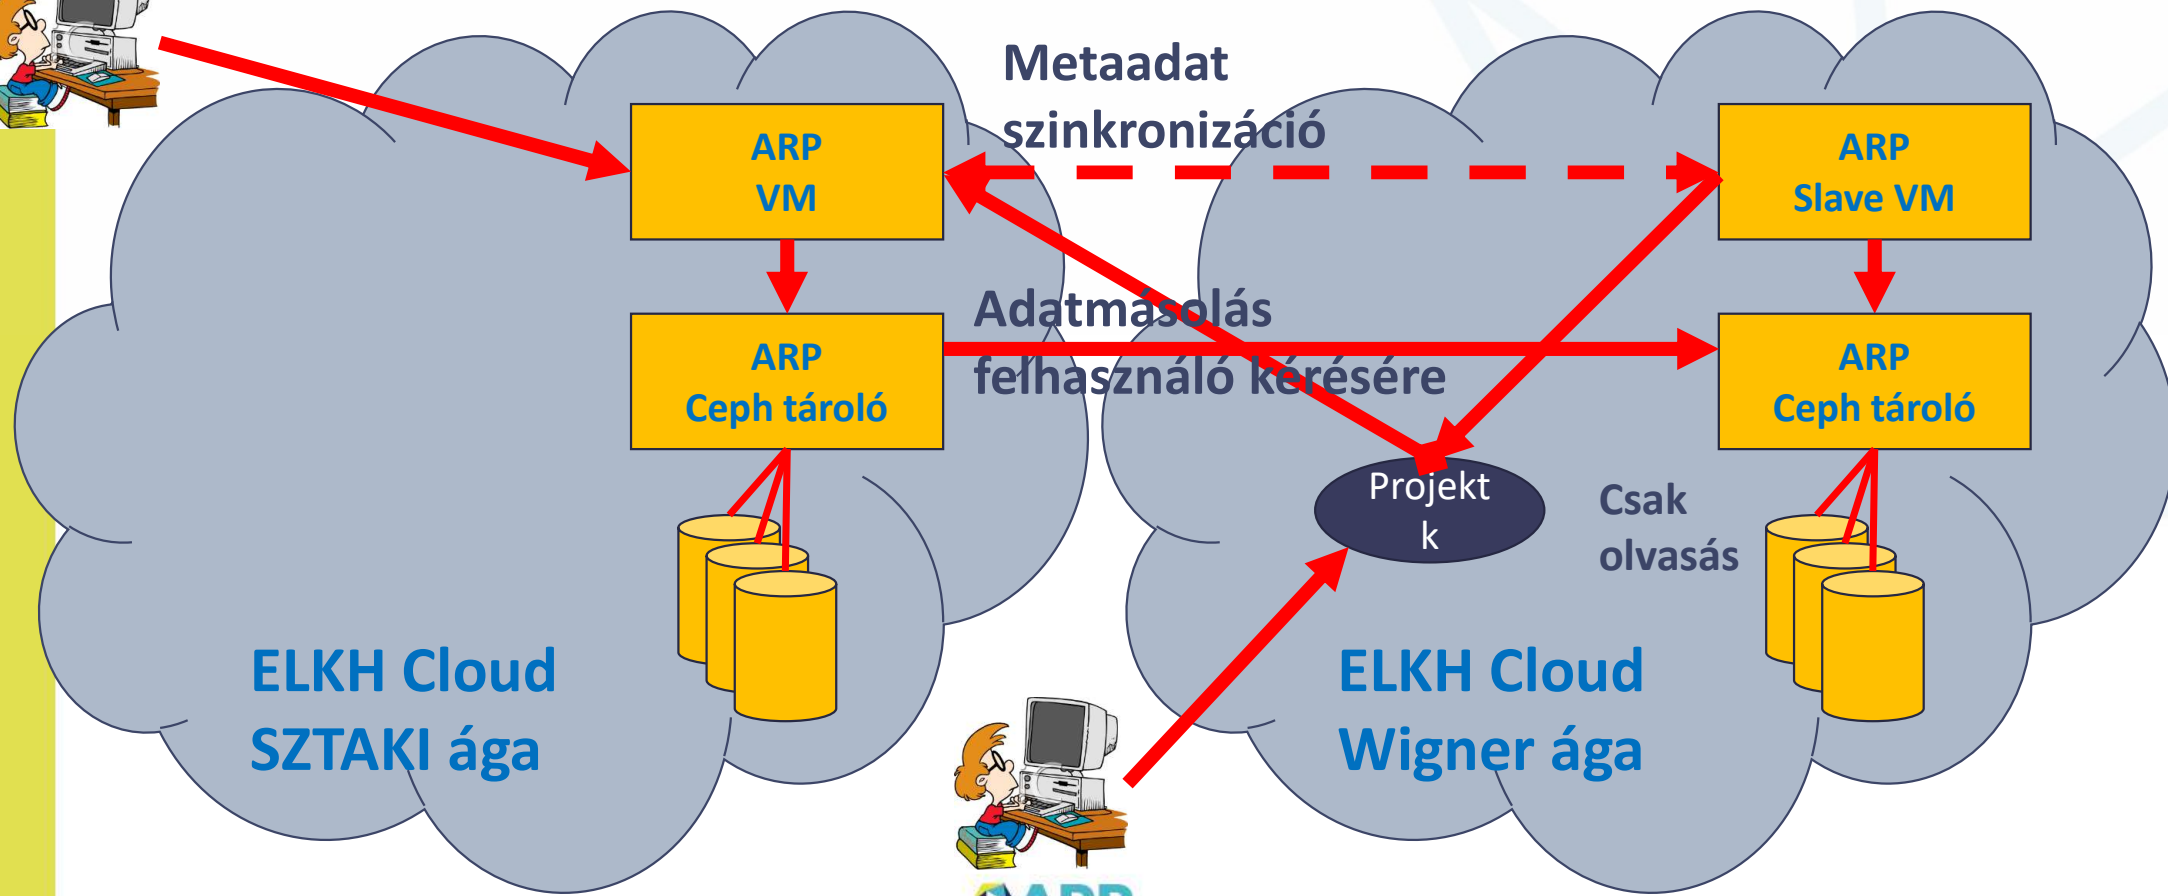 Metaadat
szinkronizáció
ARP
VM
ARP
Slave VM
Adatmásolás
felhasználó kérésére
ARP
Ceph tároló
ARP
Ceph tároló
Projekt
k
Csak
olvasás
ELKH Cloud
SZTAKI ága
ELKH Cloud
Wigner ága
ARP